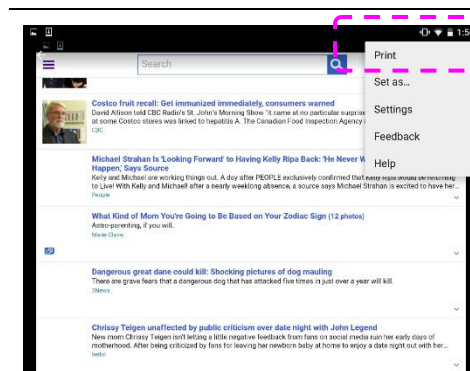 1:5
Search
Print
Set as...
Settings
Feedback
Help
Costco fruit recall: Get immunized immediately, consumers warned
David Allison told CBC Radio's St. John's Morning Show "it came at no particular surprise
at some Costco stores was linked to hepatitis A. The Canadian Food Inspection Agency
CBC
Michael Strahan Is 'Looking Forward' to Having Kelly Ripa Back: 'He Never W
Happen,' Says Source
Kelly and Michael are working things out. A day after PEOPLE exclusively confirmed that Kelly Ripa would be returning
to Live! With Kelly and Michael! after a nearly weeklong absence, a source says Michael Strahan is excited to have her...
People
What Kind of Mom You're Going to Be Based on Your Zodiac Sign (12 photos)
Astro-parenting, if you will.
Marie Claire
Dangerous great dane could kill: Shocking pictures of dog mauling
There are grave fears that a dangerous dog that has attacked five times in just over a year will kill.
7News
Chrissy Teigen unaffected by public criticism over date night with John Legend
New mom Chrissy Teigen isn't letting a little negative feedback from fans on social media ruin her early days of
motherhood. After being criticized by fans for leaving her newborn baby at home to enjoy a date night out with her...
hello!